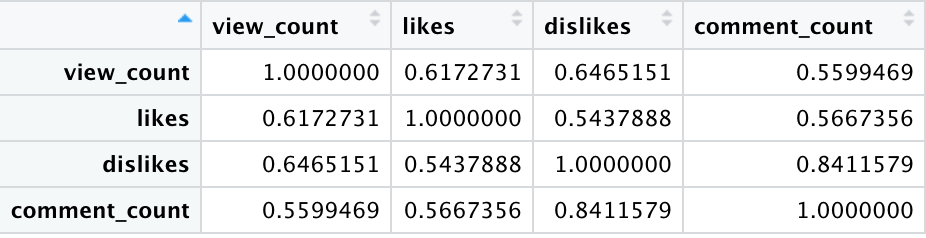 view_count likes dislikes comment_count
view_count 1.0000000 0.6172731 0.6465151 0.5599469
likes 0.6172731 1.0000000 0.5437888 0.5667356
dislikes 0.6465151 0.5437888 1.0000000 0.8411579
comment_count 0.5599469 0.5667356 0.8411579 1.0000000